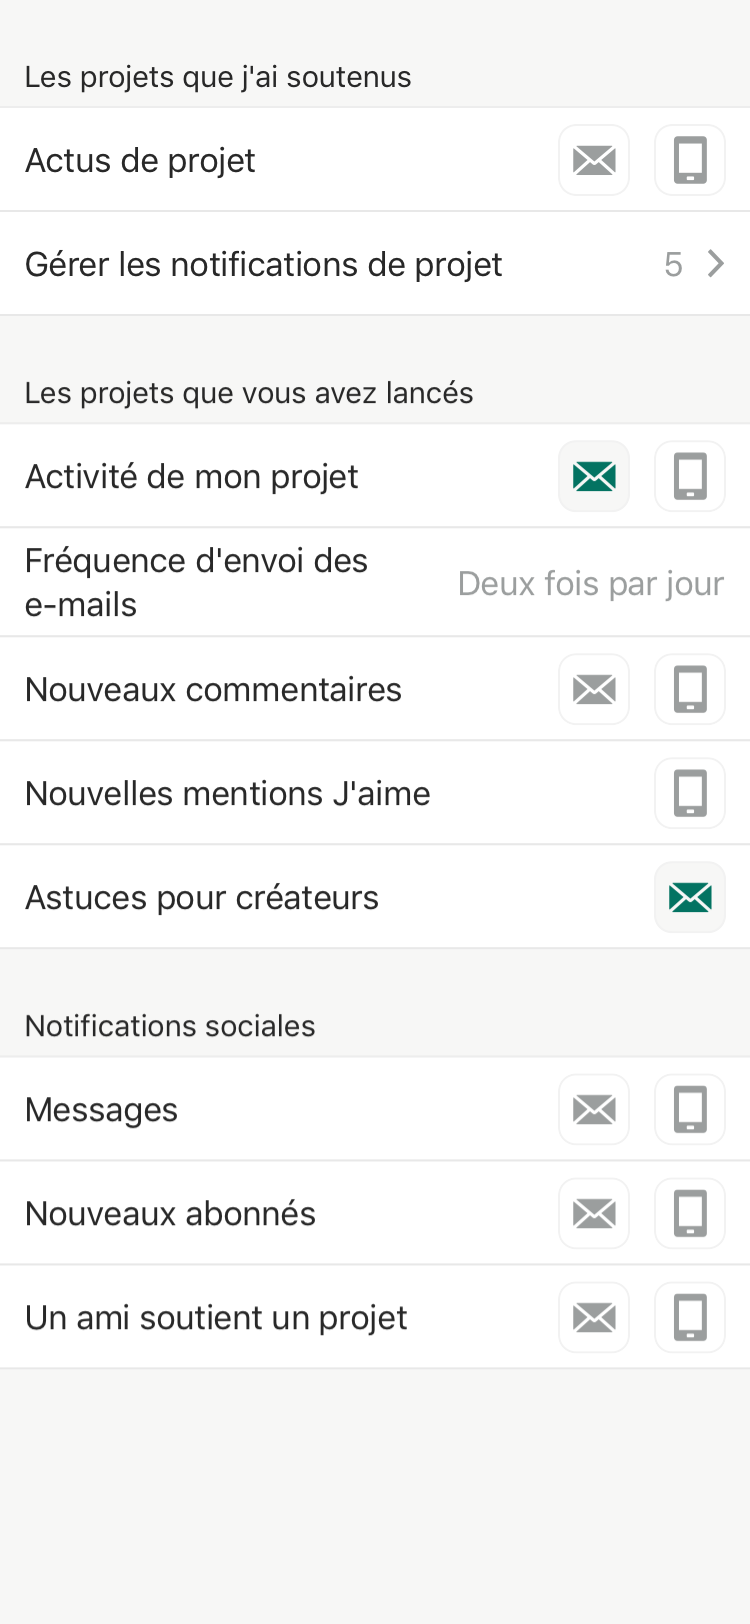 Les projets que j'ai soutenus
Actus de projet
Gérer les notifications de projet 5
Les projets que vous avez lancés
Activité de mon projet
Fréquence d'envoi des
e-mails
Deux fois par jour
Nouveaux commentaires
Nouvelles mentions J'aime
Astuces pour créateurs
Notifications sociales
Messages
Nouveaux abonnés
Un ami soutient un projet